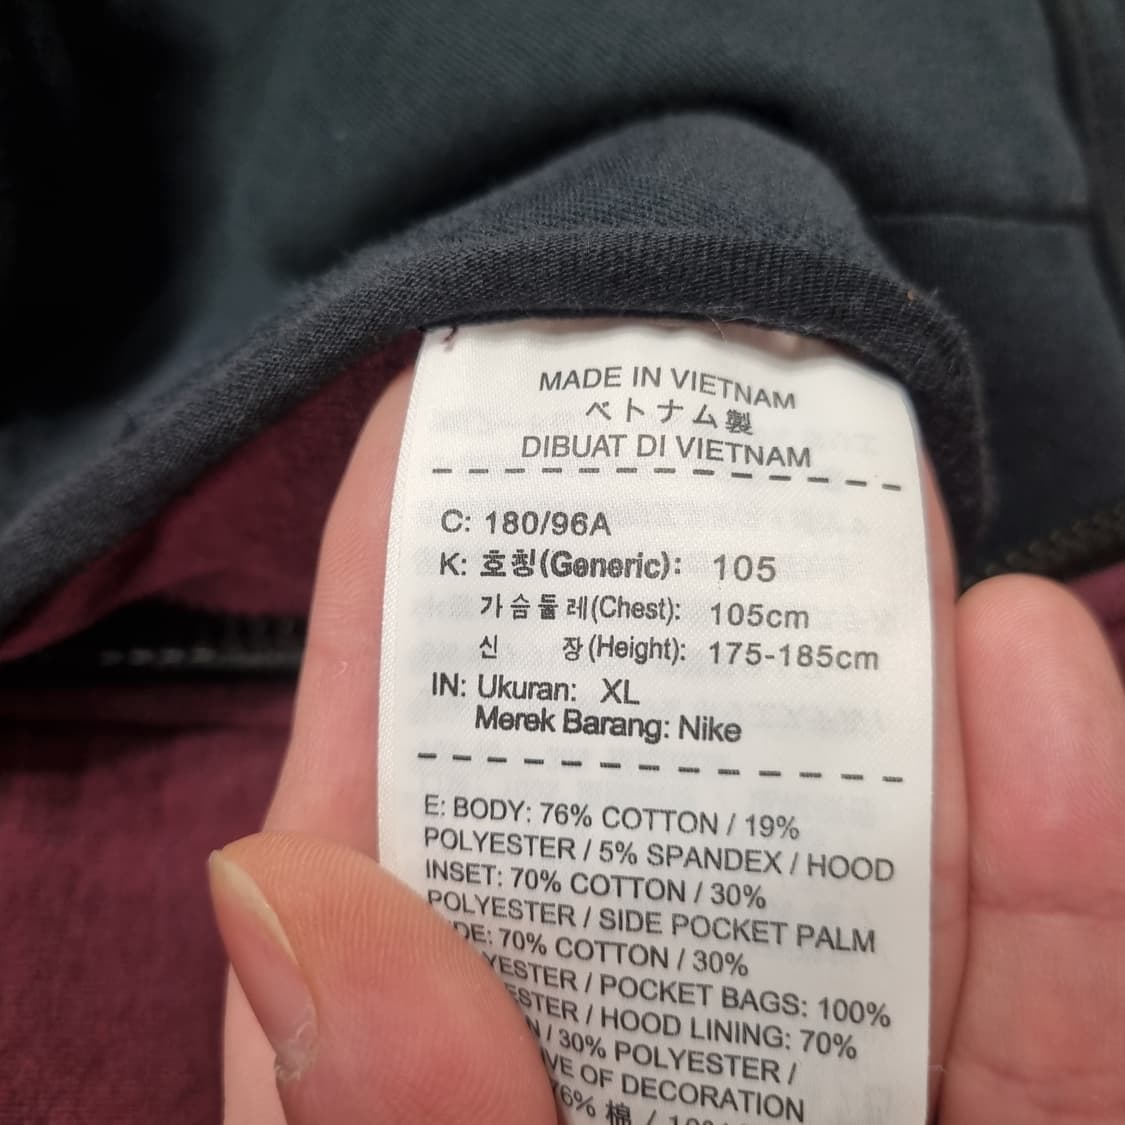 MADE IN VIETNAM
ベトナム製
DIBUAT DI VIETNAM
C: 180/96A
K: 호칭(Generic): 105
가슴둘레(Chest): 105cm
신 장(Height): 175-185cm
IN: Ukuran: XL
Merek Barang: Nike
E: BODY: 76% COTTON / 19%
POLYESTER / 5% SPANDEX / HOOD
INSET: 70% COTTON / 30%
POLYESTER / SIDE POCKET PALM
70% COTTON / 30%
/ POCKET BAGS: 100%
/ HOOD LINING: 70%
/ 30% POLYESTER /
OF DECORATION
76% 棉 /